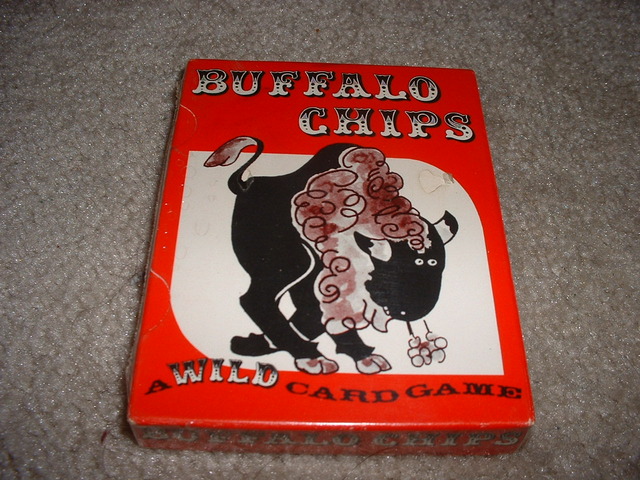 BUFFALO
CHIPS
A WILD CARD GAME
BUFFALO CHIPS